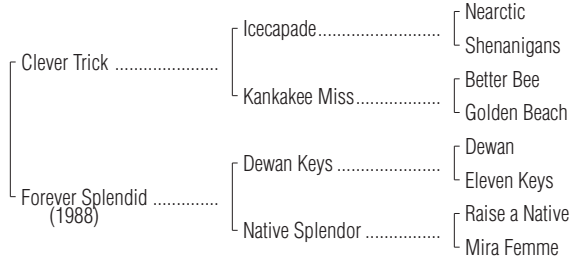 Nearctic
Icecapade..........................
Shenanigans
Clever Trick ......................
Better Bee
Kankakee Miss..................
Golden Beach
Dewan
Dewan Keys ......................
Eleven Keys
Forever Splendid ..............
(1988)
Raise a Native
Native Splendor ................
Mira Femme